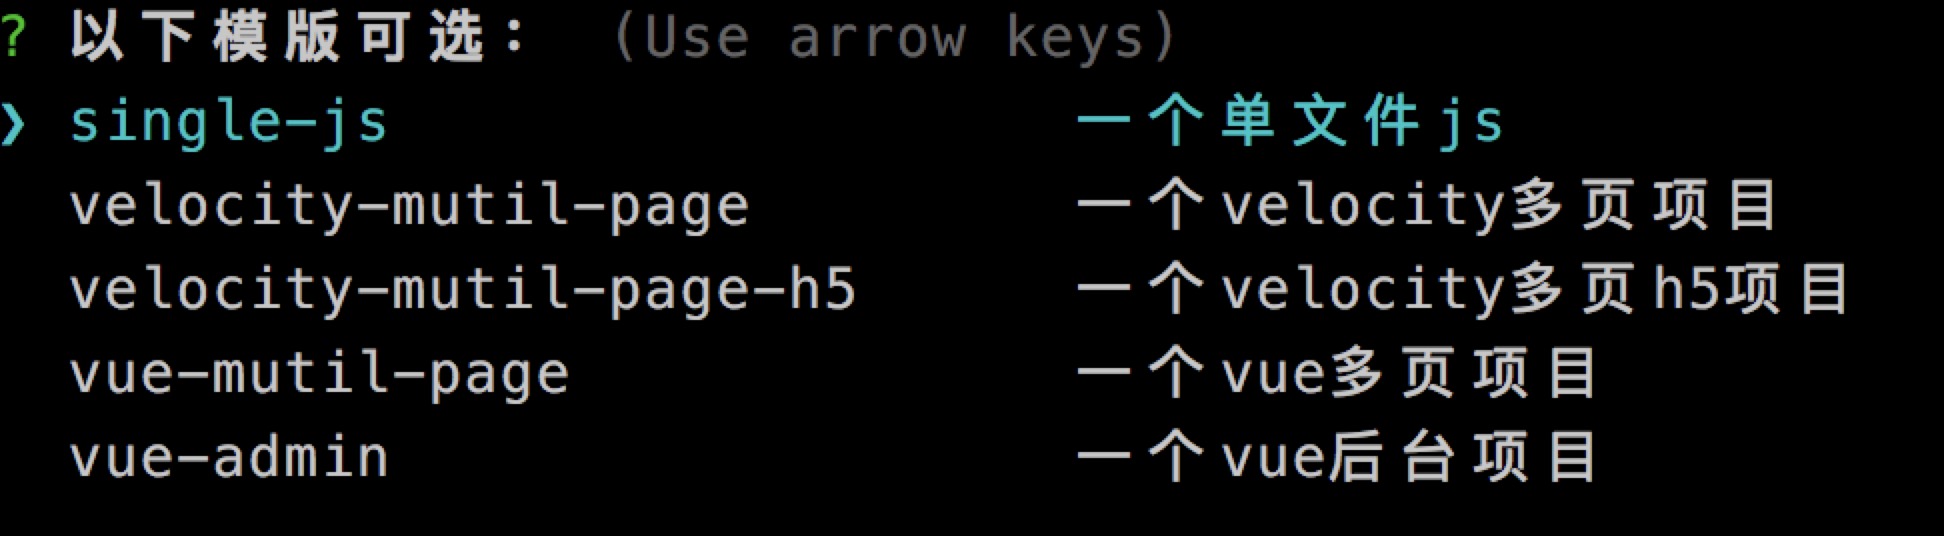 ? 以下模版可选： (Use arrow keys)
❯ single-js 一个单文件js
velocity-mutil-page 一个velocity多页项目
velocity-mutil-page-h5 一个velocity多页h5项目
vue-mutil-page 一个vue多页项目
vue-admin 一个vue后台项目